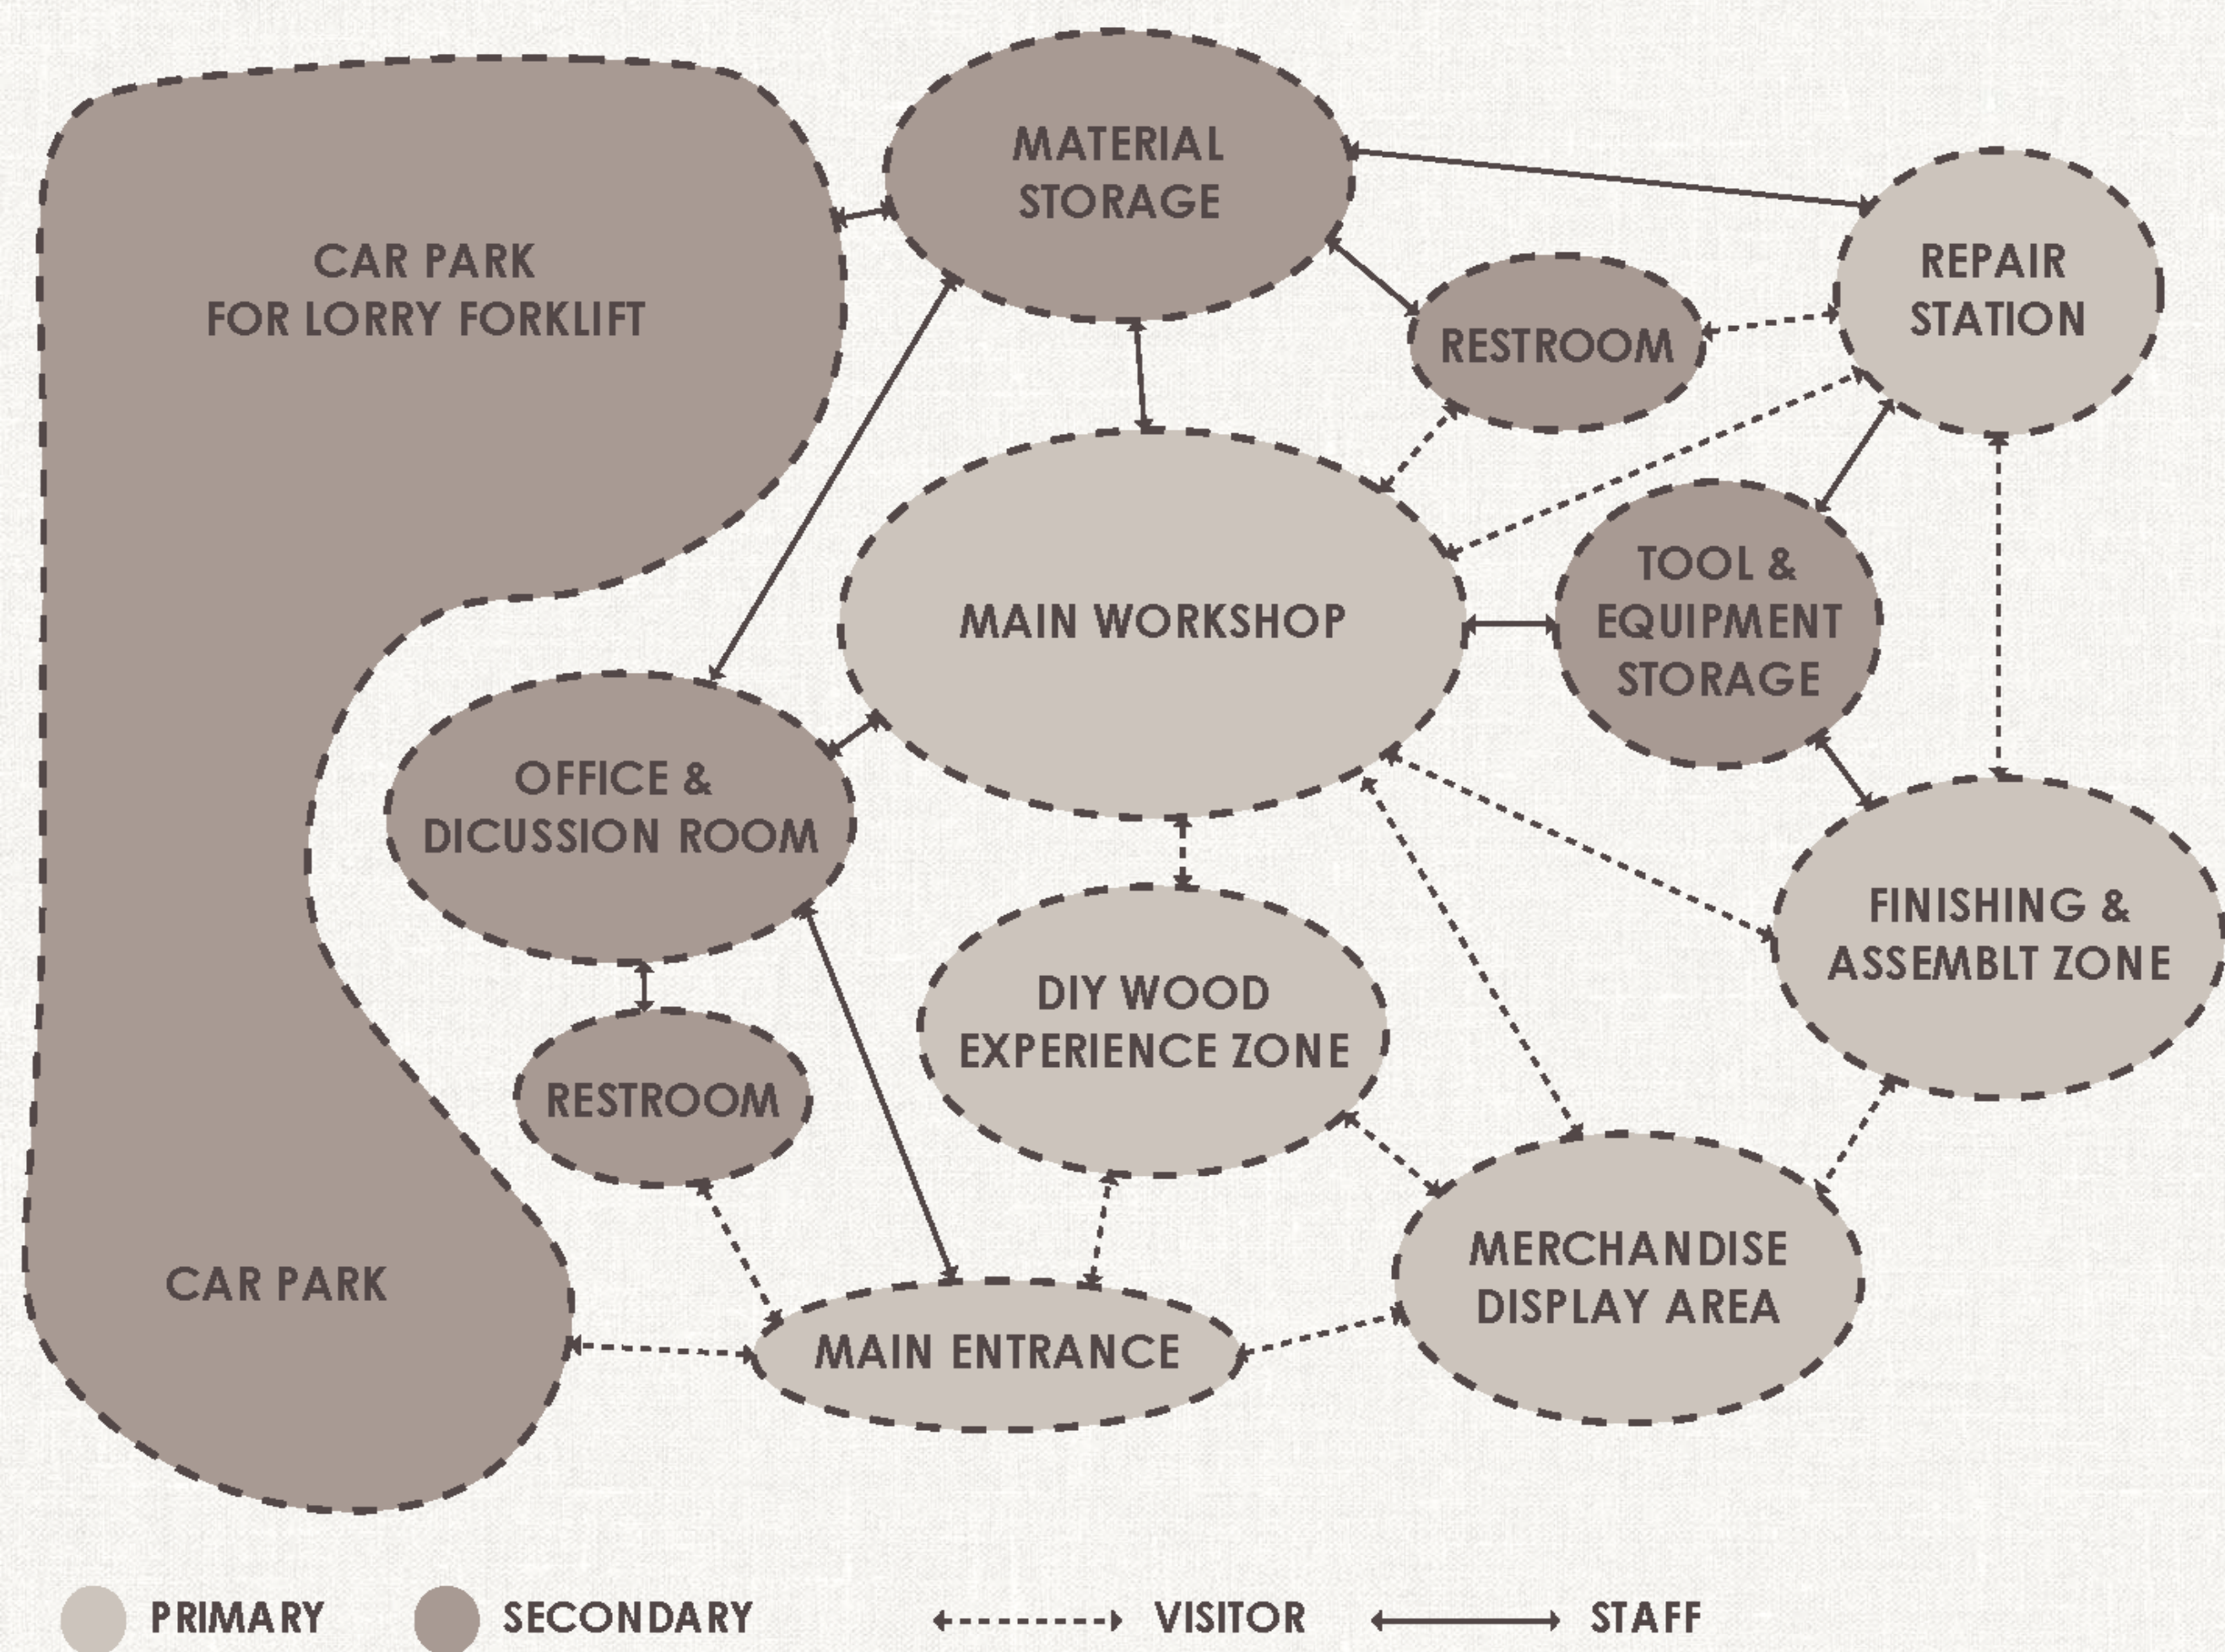 MATERIAL
STORAGE
CAR PARK
FOR LORRY FORKLIFT
REPAIR
STATION
RESTROOM
MAIN WORKSHOP
TOOL &
EQUIPMENT
STORAGE
OFFICE &
DICUSSION ROOM
FINISHING &
ASSEMBLT ZONE
DIY WOOD
EXPERIENCE ZONE
RESTROOM
MERCHANDISE
DISPLAY AREA
CAR PARK
MAIN ENTRANCE
PRIMARY
SECONDARY
VISITOR
STAFF